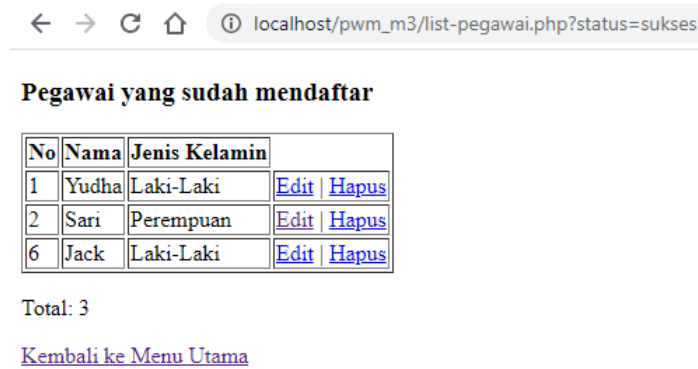 localhost/pwm_m3/list-pegawai.php?status=sukses
Pegawai yang sudah mendaftar
No Nama Jenis Kelamin
1 Yudha Laki-Laki Edit | Hapus
2 Sari Perempuan Edit | Hapus
6 Jack Laki-Laki Edit | Hapus
Total: 3
Kembali ke Menu Utama